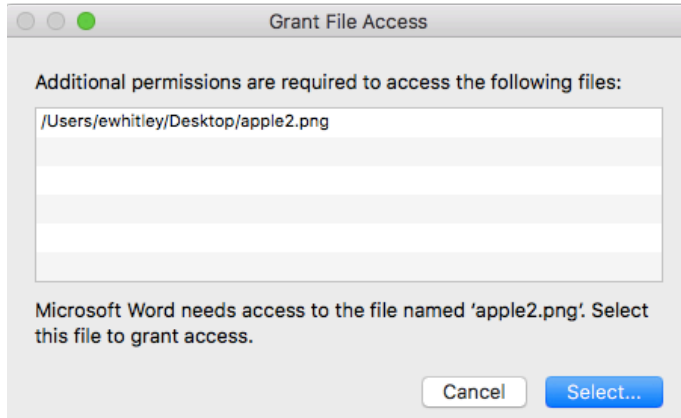 Grant File Access
Additional permissions are required to access the following files:
/Users/ewhitley/Desktop/apple2.png
Microsoft Word needs access to the file named ‘apple2.png‘. Select
this file to grant access.
Cancel
Select...